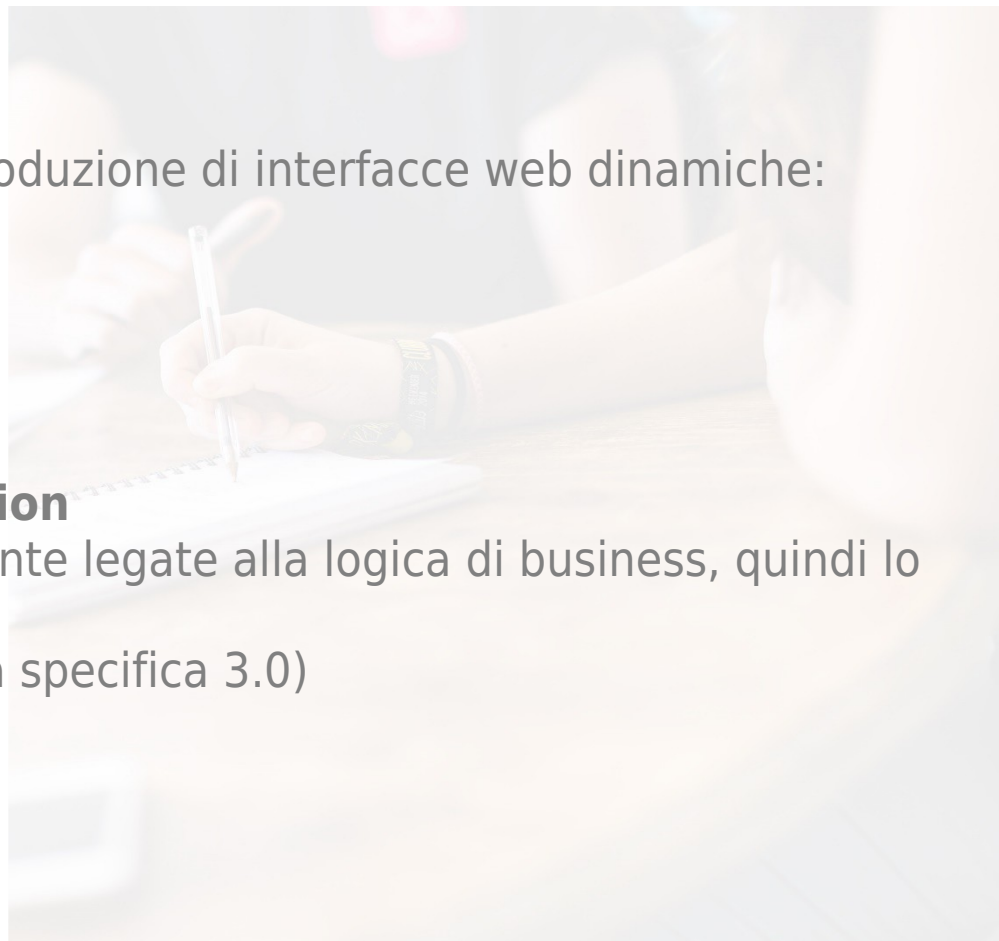 oduzione di interfacce web dinamiche:
ion
nte legate alla logica di business, quindi lo
specifica 3.0)